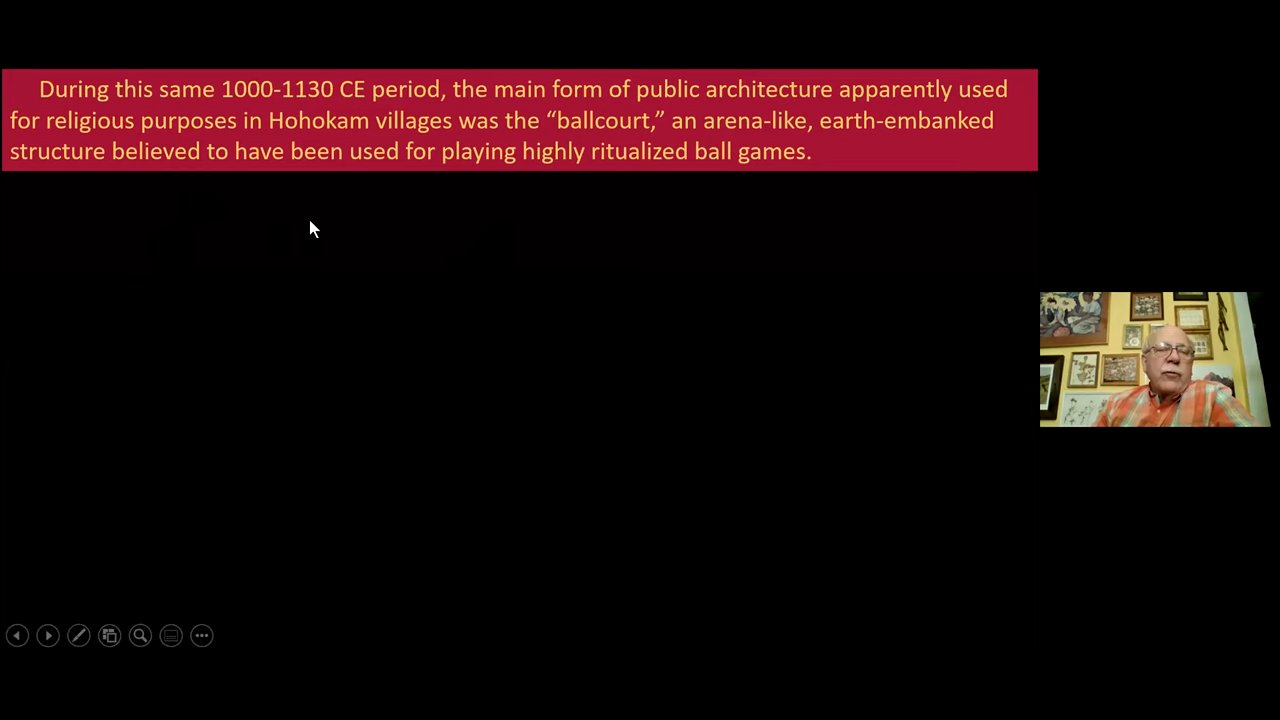 During this same 1000-1130 CE period, the main form of public architecture apparently used
for religious purposes in Hohokam villages was the “ballcourt,” an arena-like, earth-embanked
structure believed to have been used for playing highly ritualized ball games.